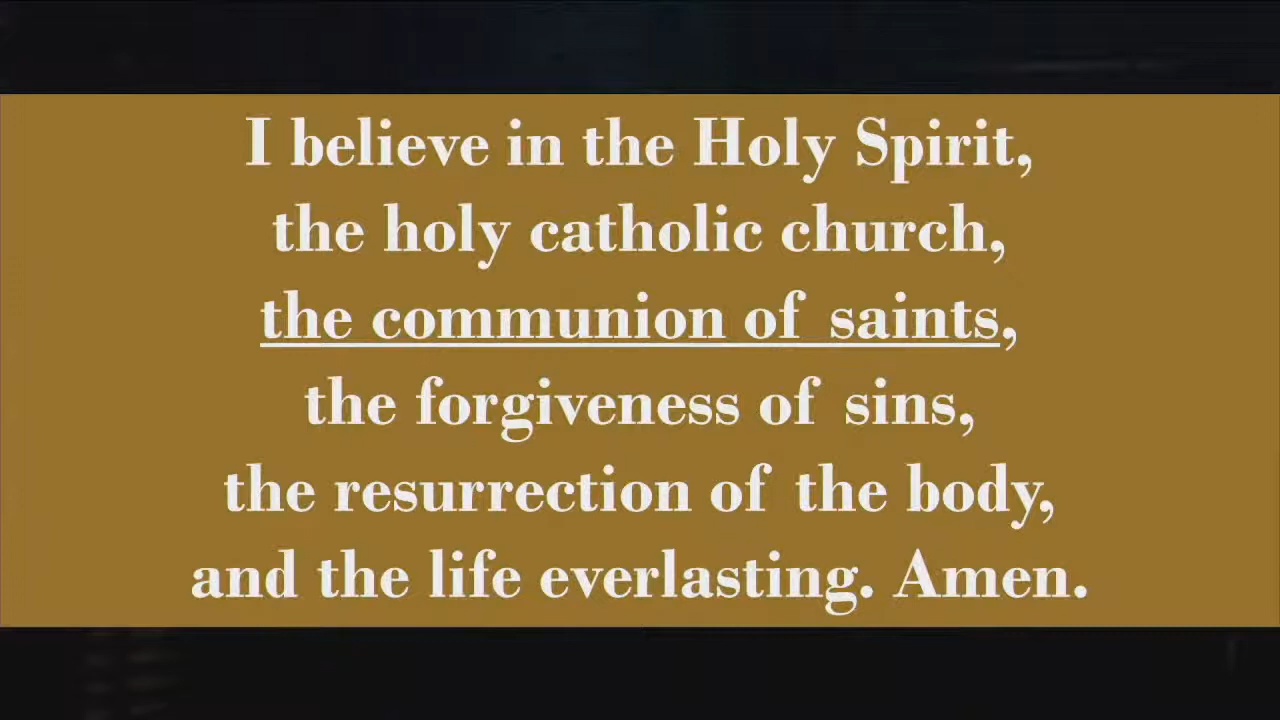 I believe in the Holy Spirit,
the holy catholic church,
the communion of saints,
the forgiveness of sins,
the resurrection of the body,
and the life everlasting. Amen.